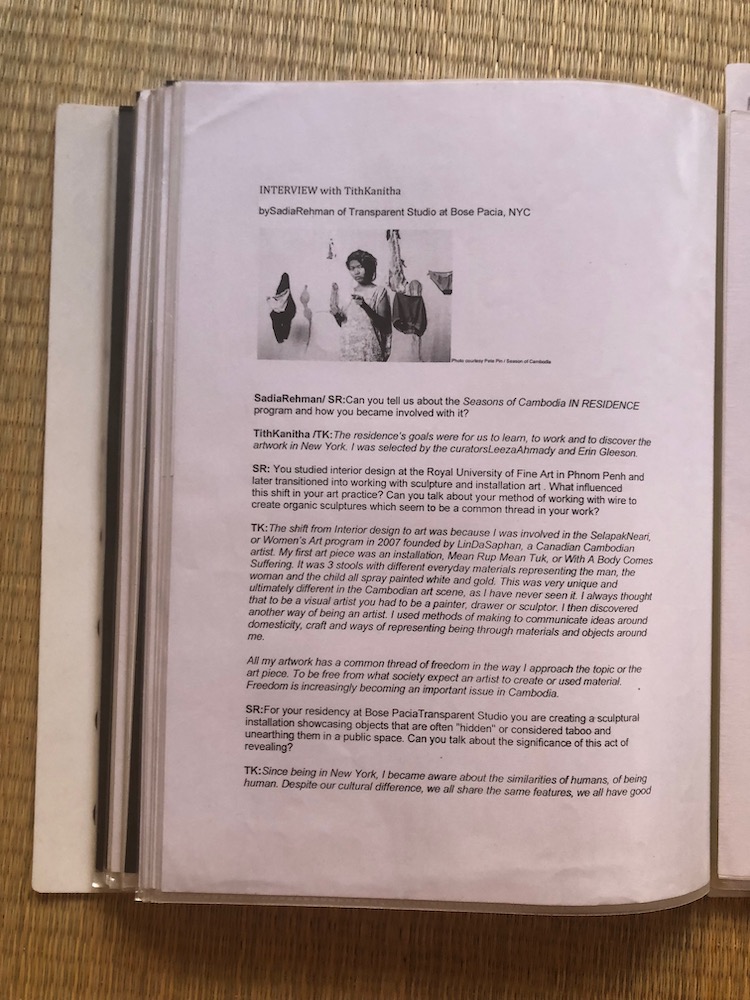 INTERVIEW with TithKanitha
bySadiaRehman of Transparent Studio at Bose Pacia, NYC
Photo courtesy Pete Pin / Season of Cambodia
SadiaRehman/ SR:Can you tell us about the Seasons of Cambodia IN RESIDENCE
program and how you became involved with it?
TithKanitha /TK:The residence's goals were for us to learn, to work and to discover the
artwork in New York. I was selected by the curatorsLeezaAhmady and Erin Gleeson.
SR: You studied interior design at the Royal University of Fine Art in Phnom Penh and
later transitioned into working with sculpture and installation art . What influenced
this shift in your art practice? Can you talk about your method of working with wire to
create organic sculptures which seem to be a common thread in your work?
TK:The shift from Interior design to art was because I was involved in the SelapakNeari,
or Women's Art program in 2007 founded by LinDaSaphan, a Canadian Cambodian
artist. My first art piece was an installation, Mean Rup Mean Tuk, or With A Body Comes
Suffering. It was 3 stools with different everyday materials representing the man, the
woman and the child all spray painted white and gold. This was very unique and
ultimately different in the Cambodian art scene, as I have never seen it. I always thought
that to be a visual artist you had to be a painter, drawer or sculptor. I then discovered
another way of being an artist. I used methods of making to communicate ideas around
domesticity, craft and ways of representing being through materials and objects around
me.
All my artwork has a common thread of freedom in the way I approach the topic or the
art piece. To be free from what society expect an artist to create or used material.
Freedom is increasingly becoming an important issue in Cambodia.
SR:For your residency at Bose PaciaTransparent Studio you are creating a sculptural
installation showcasing objects that are often "hidden" or considered taboo and
unearthing them in a public space. Can you talk about the significance of this act of
revealing?
TK:Since being in New York, I became aware about the similarities of humans, of being
human. Despite our cultural difference, we all share the same features, we all have good